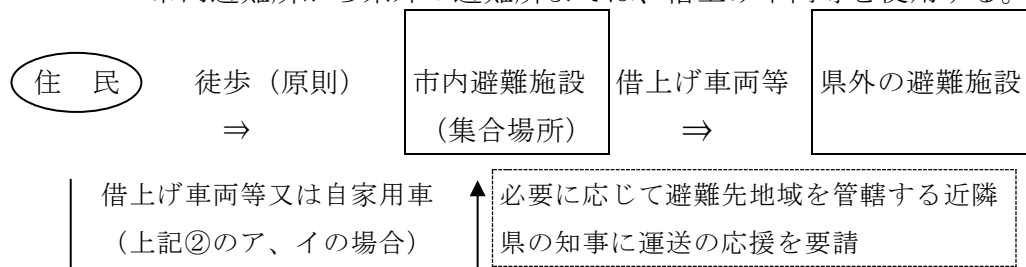 市内避難所から県外の避難所までは、借上げ車両等を使用する。
住　民　徒歩（原則）　市内避難施設　借上げ車両等　県外の避難施設
⇒　（集合場所）　⇒
借上げ車両等又は自家用車　必要に応じて避難先地域を管轄する近隣
（上記②のア、イの場合）　県の知事に運送の応援を要請